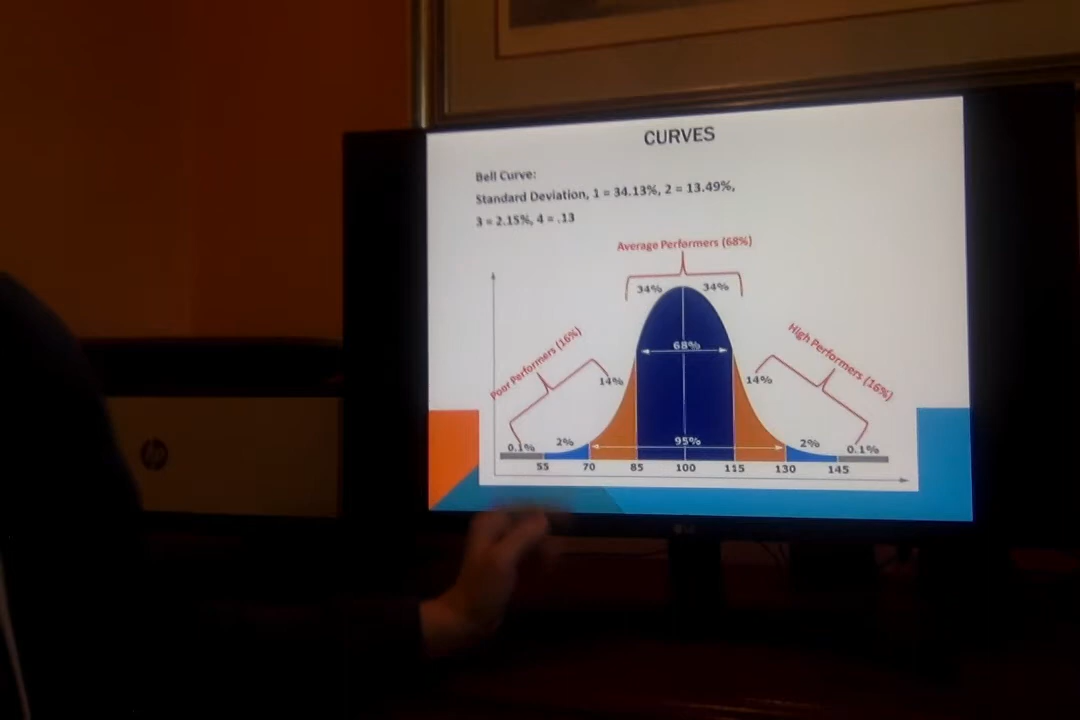 CURVES
Bell Curve:
Standard Deviation, 1 = 34.13%, 2 = 13.49%,
3 = 2.15%, 4 = .13
Average Performers (68%)
34% 34%
Poor Performers (16%)
High Performers (16%)
68%
14% 14%
95%
0.1% 2% 2% 0.1%
55 70 85 100 115 130 145
hp
LG